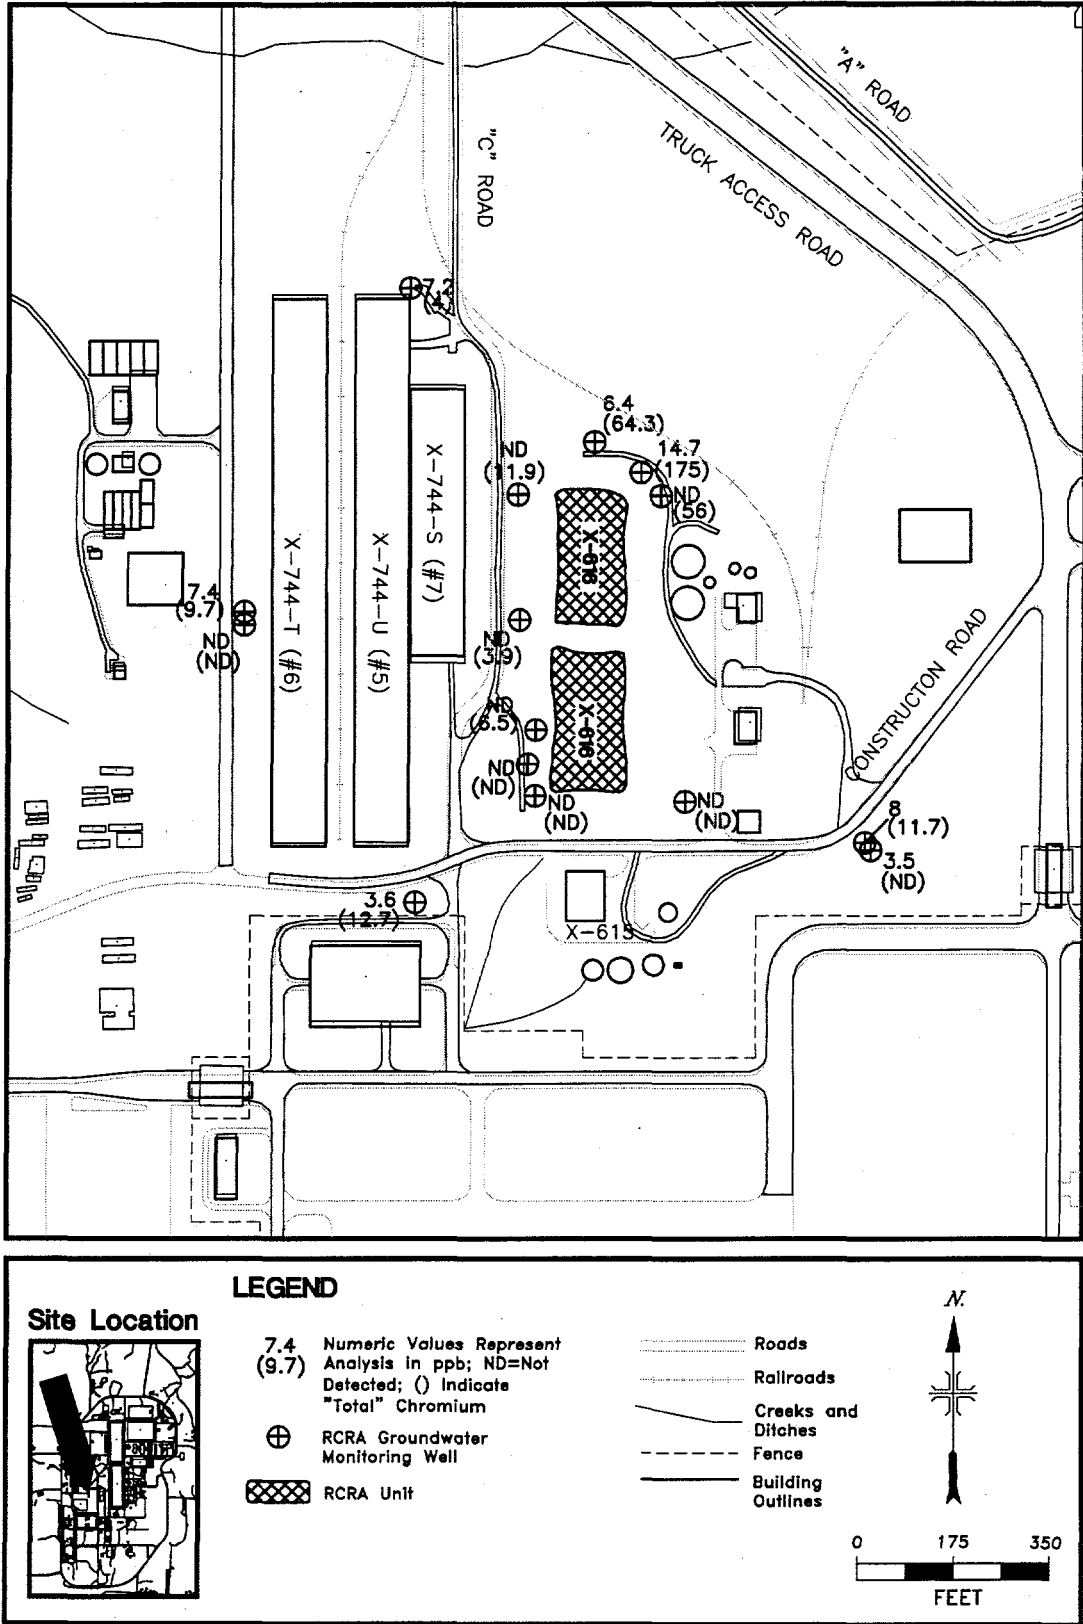 "A" ROAD
TRUCK ACCESS ROAD
"C" ROAD
7.2
6.4
(64.3)
14.7
(175)
ND
(11.9)
ND
(56)
X-744-S (#7)
X-616
X-744-T (#6)
X-744-U (#5)
7.4
(9.7)
ND
(ND)
ND
(3.9)
CONSTRUCTON ROAD
X-616
ND
(6.5)
ND
(ND)
ND
(ND)
ND
(ND)
8
(11.7)
3.5
(ND)
3.6
(12.7)
X-615
LEGEND
Site Location
7.4
(9.7)
Numeric Values Represent
Analysis in ppb; ND=Not
Detected; () Indicate
"Total" Chromium
RCRA Groundwater
Monitoring Well
RCRA Unit
Roads
Railroads
Creeks and
Ditches
Fence
Building
Outlines
N.
0 175 350
FEET